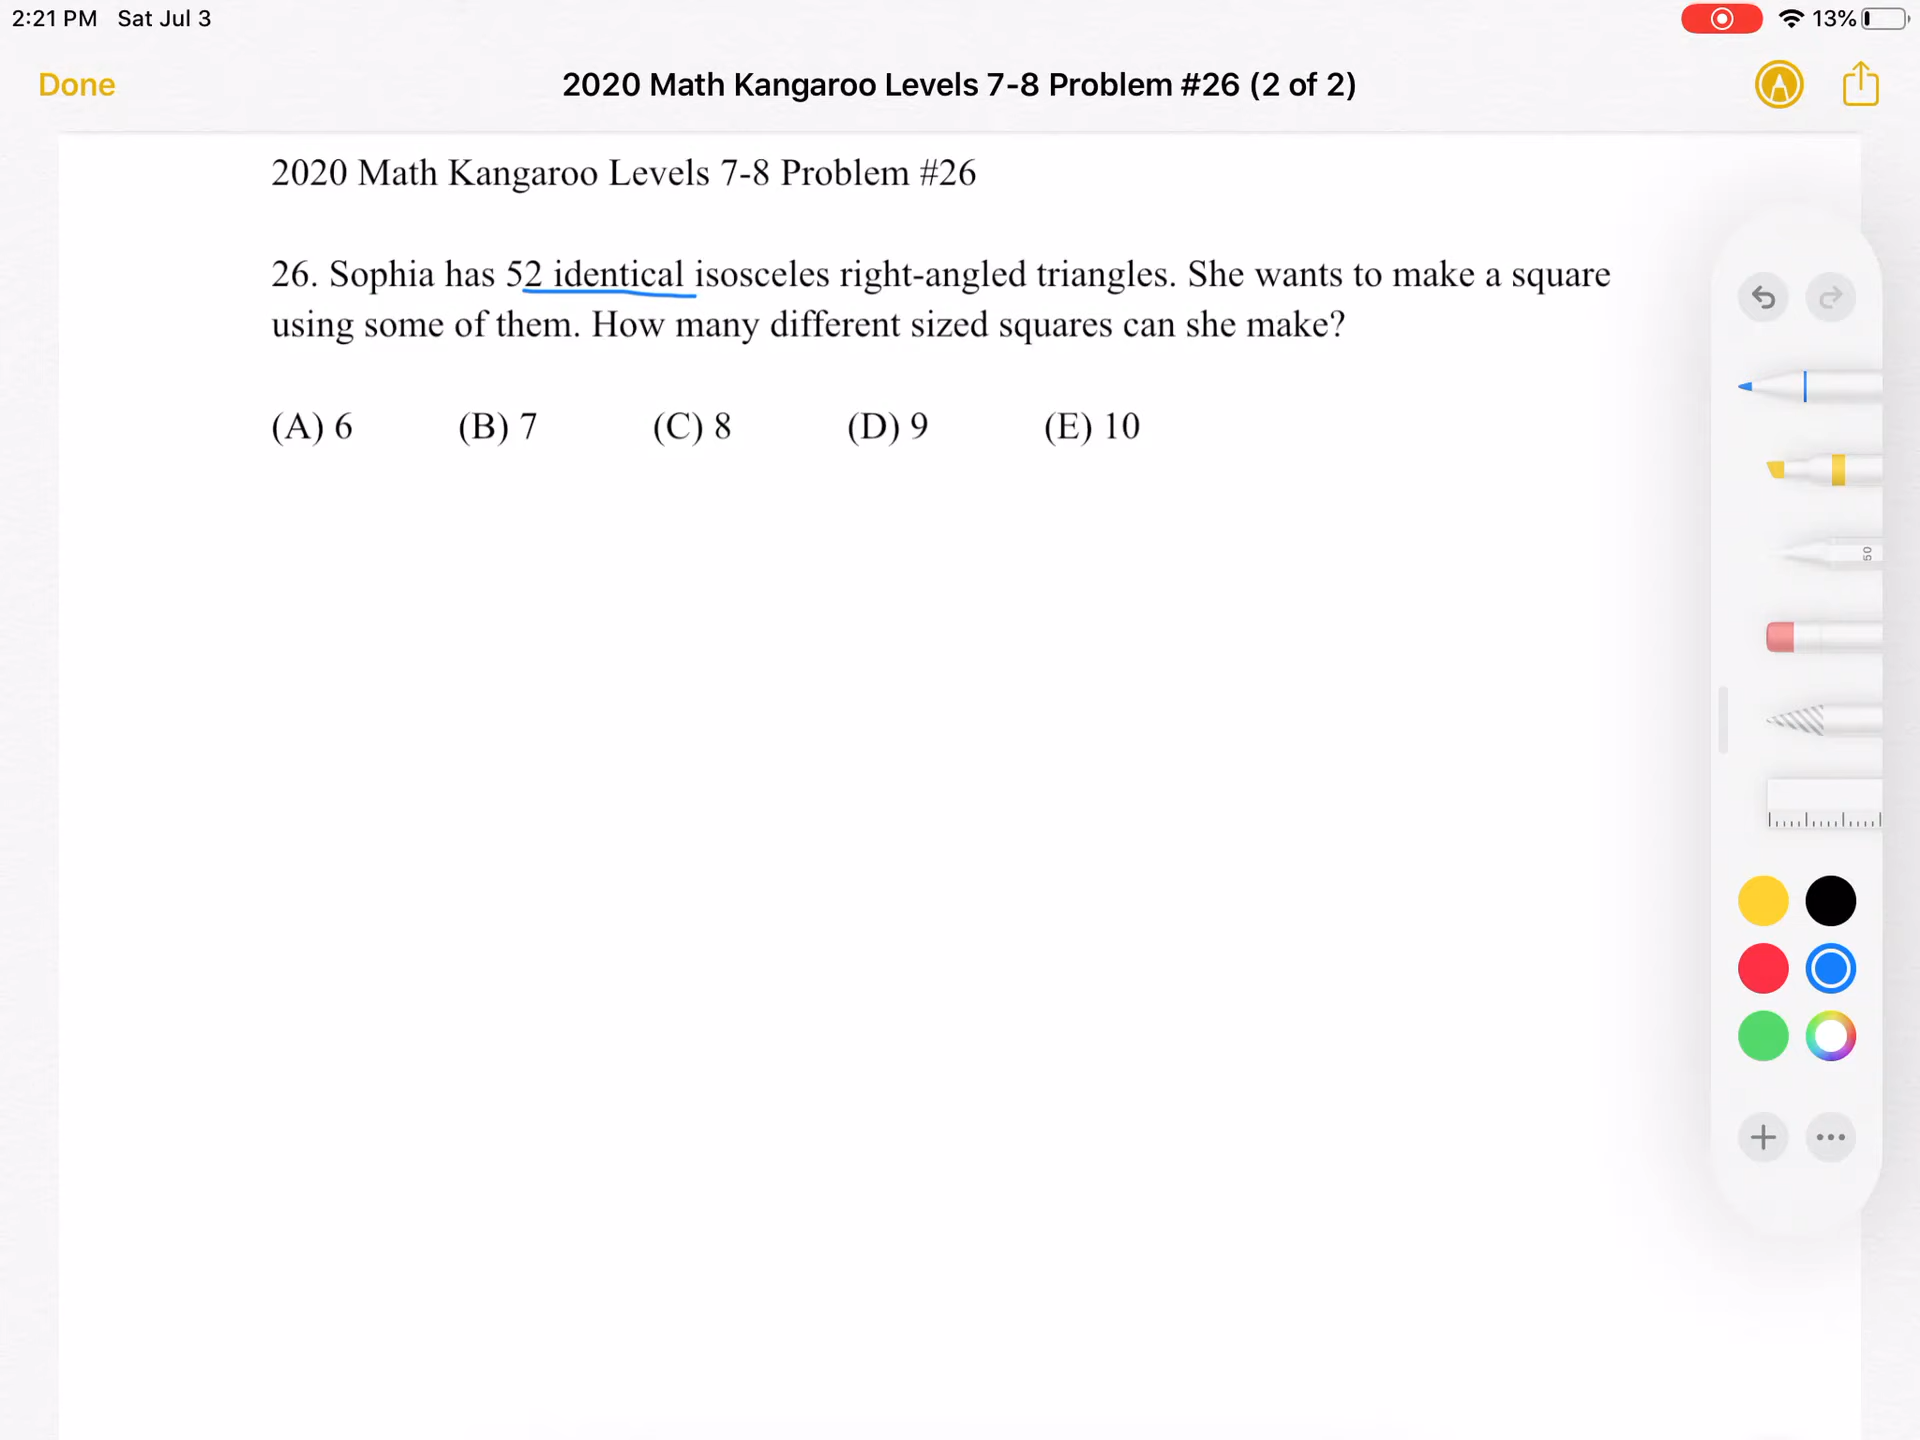 2:21 PM Sat Jul 3
13%
Done
2020 Math Kangaroo Levels 7-8 Problem #26 (2 of 2)
2020 Math Kangaroo Levels 7-8 Problem #26
26. Sophia has 52 identical isosceles right-angled triangles. She wants to make a square
using some of them. How many different sized squares can she make?
(A) 6 (B) 7 (C) 8 (D) 9 (E) 10
50